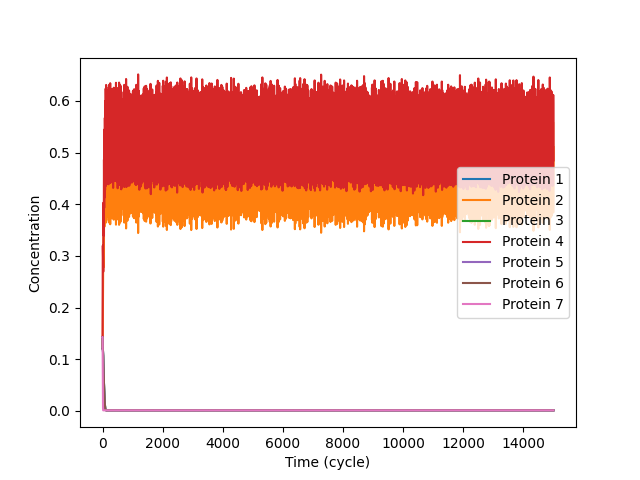 Concentration
0.6
0.5
0.4
0.3
0.2
0.1
0.0
Protein 1
Protein 2
Protein 3
Protein 4
Protein 5
Protein 6
Protein 7
0 2000 4000 6000 8000 10000 12000 14000
Time (cycle)